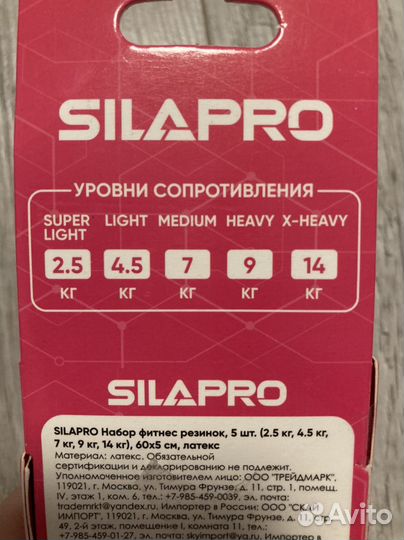 SILAPRO
УРОВНИ СОПРОТИВЛЕНИЯ
SUPER LIGHT LIGHT MEDIUM HEAVY X-HEAVY
2.5 4.5 7 9 14
КГ КГ КГ КГ КГ
SILAPRO
SILAPRO Набор фитнес резинок, 5 шт. (2.5 кг, 4.5 кг,
7 кг, 9 кг, 14 кг), 60х5 см, латекс
Материал: латекс. Обязательной
сертификации и декларированию не подлежит.
Уполномоченное изготовителем лицо: ООО "ТРЕЙДМАРК",
119021, г. Москва, ул. Тимура Фрунзе, д. 11, стр. 1, помещ.
IV, этаж 1, ком. 6, тел.: +7-985-459-0039, эл. почта:
trademrkt@yandex.ru. Импортер в России: ООО "СКАЙ
ИМПОРТ", 119021, г. Москва, ул. Тимура Фрунзе, д. 11, стр.
49, 2-й этаж, помещение I, комната 11, тел.:
+7-985-459-01-27, эл. почта: skyimport@ya.ru
Avito